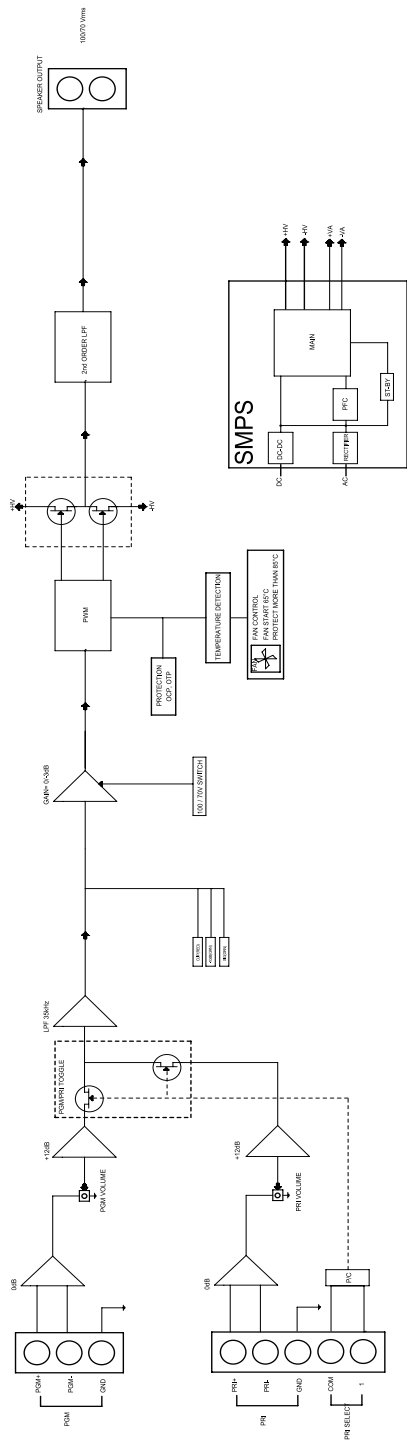 PGM
PGM+
PGM-
GND
0dB
PGM VOLUME
+12dB
PGM/PRI TOGGLE
LPF 35kHz
GAIN= 0/-3dB
100 / 70V SWITCH
PWM
PROTECTION
OCP. OTP
TEMPERATURE DETECTION
FAN
FAN CONTROL
FAN START 65°C
PROTECT MORE THAN 85°C
+HV
-HV
2nd ORDER LPF
SPEAKER OUTPUT
100/70 Vrms
PRI
PRI+
PRI-
GND
PRI SELECT
COM
1
0dB
PRI VOLUME
+12dB
P/C
SMPS
DC
DC-DC
AC
RECTIFIER
PFC
ST-BY
MAIN
+HV
-HV
+VA
-VA